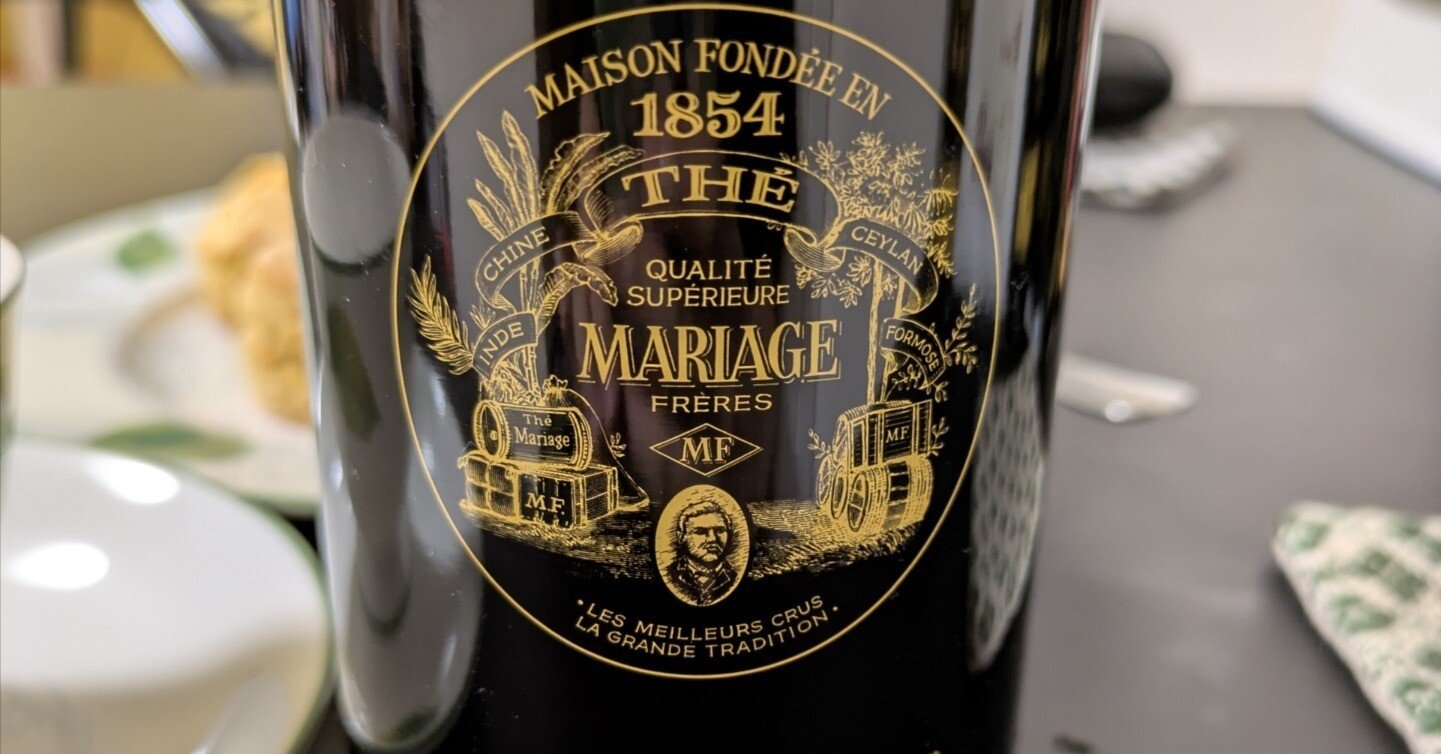 MAISON FONDÉE EN
1854
THÉ
CHINE
CEYLAN
QUALITÉ
SUPÉRIEURE
INDE
FORMOSE
MARIAGE
FRÈRES
Thé
Mariage
MF
MF
M.F.
• LES MEILLEURS CRUS
LA GRANDE TRADITION •